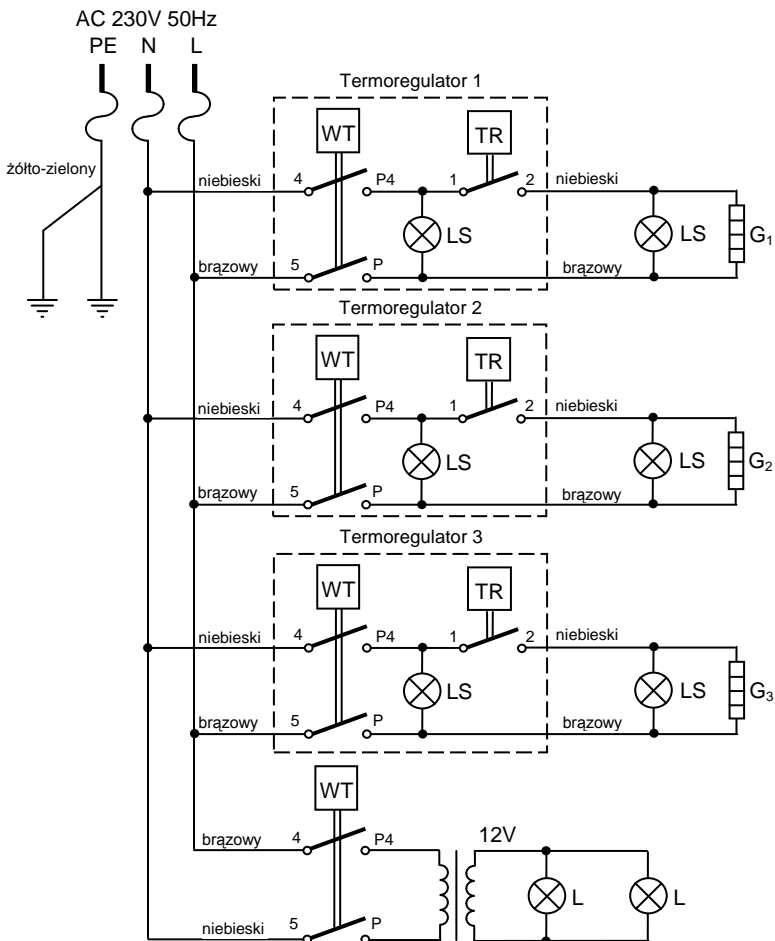 AC 230V 50Hz
PE N L
żółto-zielony
Termoregulator 1
WT TR
niebieski 4 P4 1 2 niebieski
LS LS G1
brązowy 5 P brązowy
Termoregulator 2
WT TR
niebieski 4 P4 1 2 niebieski
LS LS G2
brązowy 5 P brązowy
Termoregulator 3
WT TR
niebieski 4 P4 1 2 niebieski
LS LS G3
brązowy 5 P brązowy
WT
brązowy 4 P4 12V
L L
niebieski 5 P